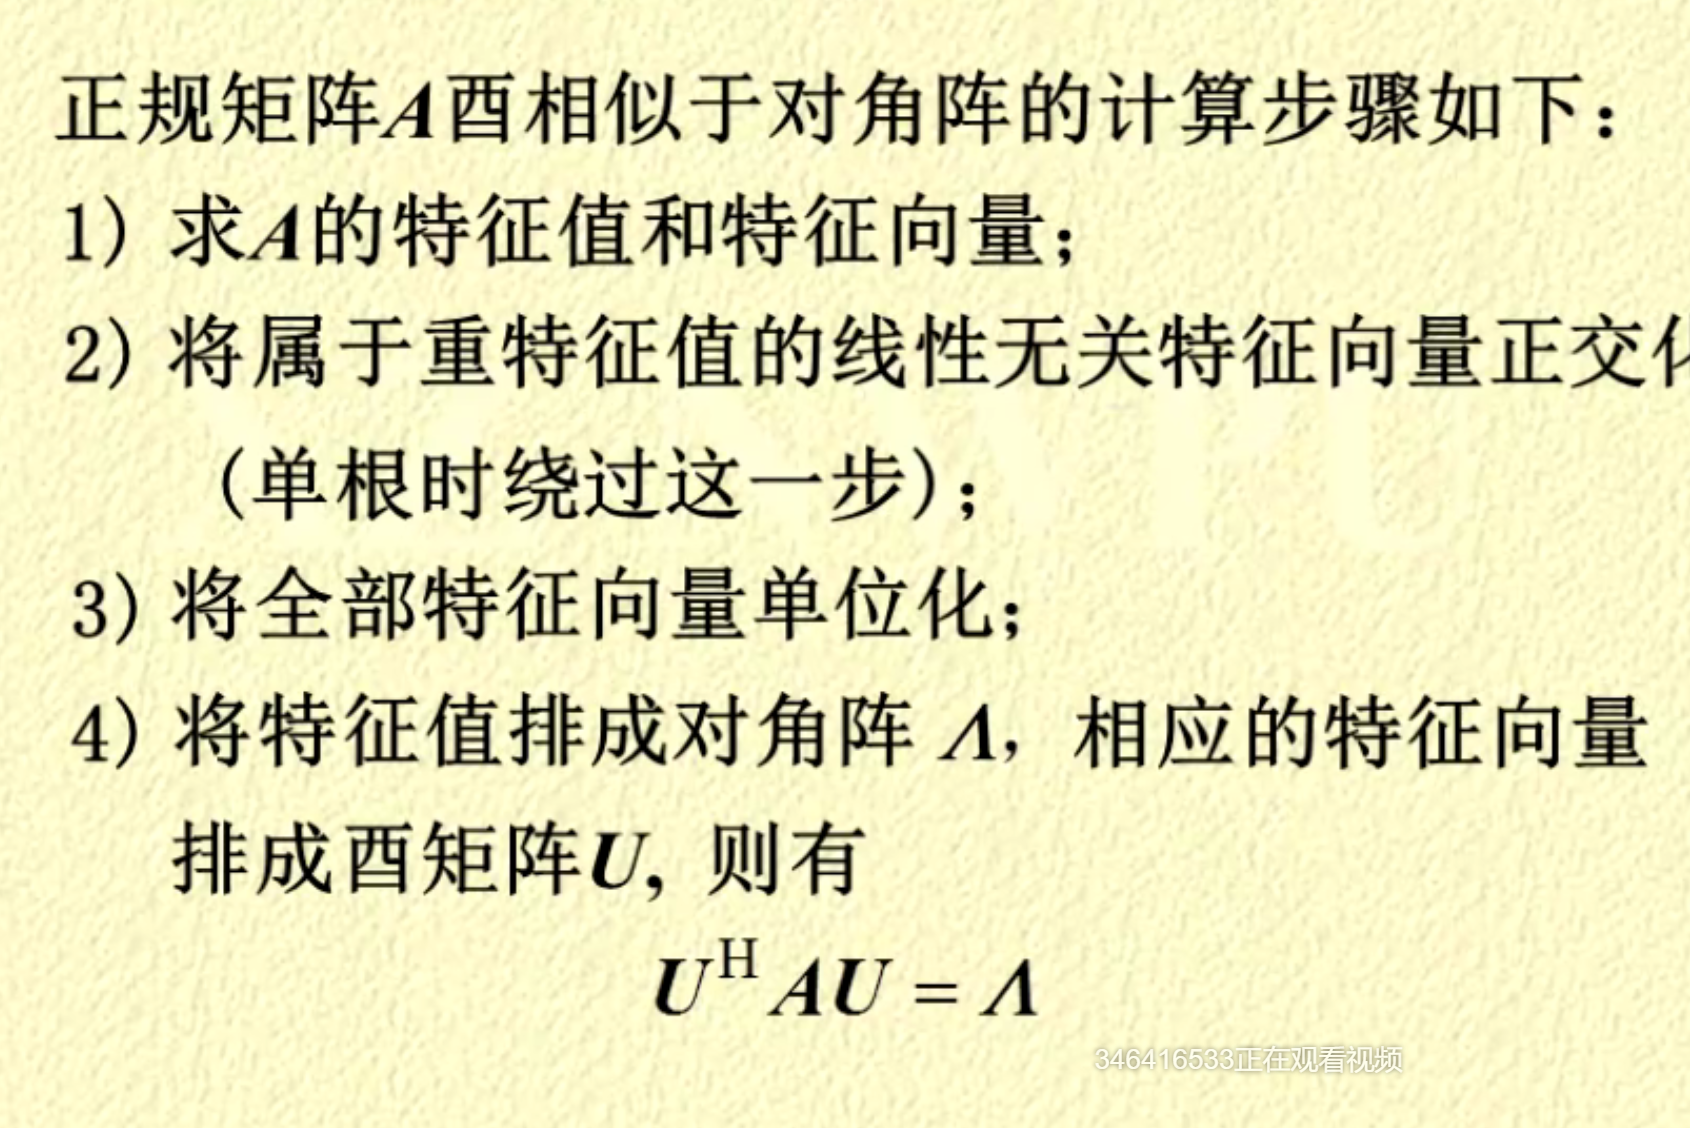 正规矩阵A酉相似于对角阵的计算步骤如下：
1) 求A的特征值和特征向量；
2) 将属于重特征值的线性无关特征向量正交化
(单根时绕过这一步)；
3) 将全部特征向量单位化；
4) 将特征值排成对角阵 Λ，相应的特征向量
排成酉矩阵U, 则有
U^H AU = Λ
346416533正在观看视频